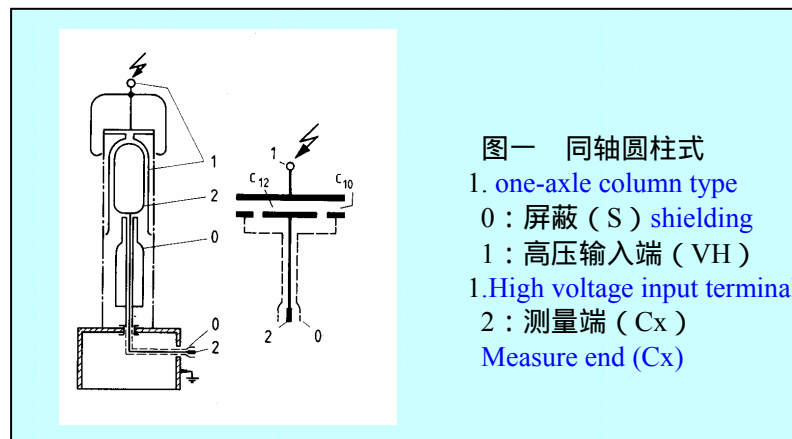 1
2
0
0
2
1
C12
C10
2
0
图一 同轴圆柱式
1. one-axle column type
0：屏蔽（S）shielding
1：高压输入端（VH）
1.High voltage input terminal
2：测量端（Cx）
Measure end (Cx)